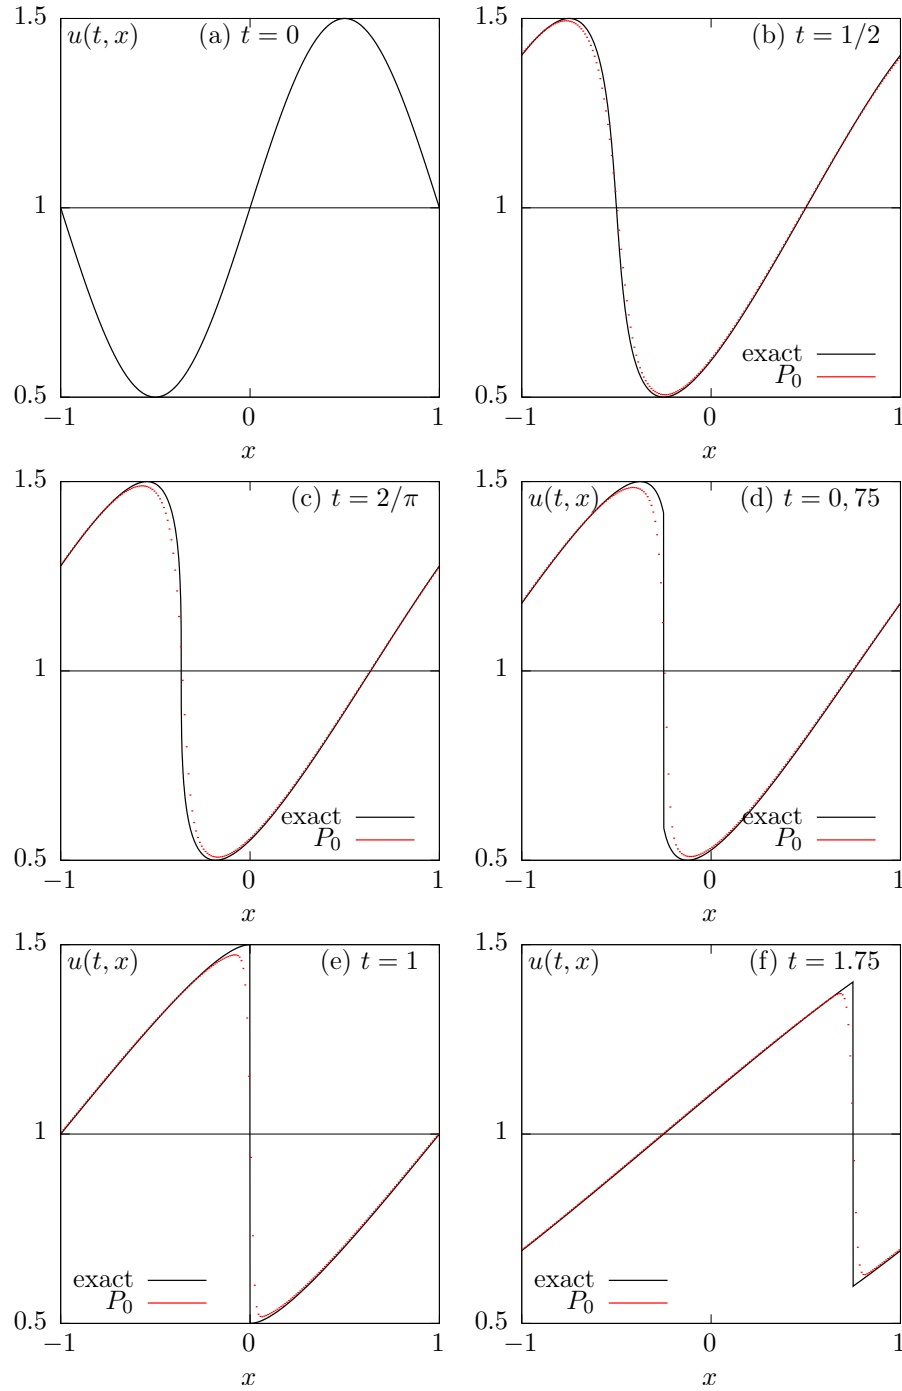 1.5
u(t, x)
(a) t = 0
1
0.5
−1
0
1
x
1.5
(b) t = 1/2
1
exact
P0
0.5
−1
0
1
x
1.5
(c) t = 2/π
1
exact
P0
0.5
−1
0
1
x
1.5
u(t, x)
(d) t = 0, 75
1
exact
P0
0.5
−1
0
1
x
1.5
u(t, x)
(e) t = 1
1
exact
P0
0.5
−1
0
1
x
1.5
u(t, x)
(f) t = 1.75
1
exact
P0
0.5
−1
0
1
x